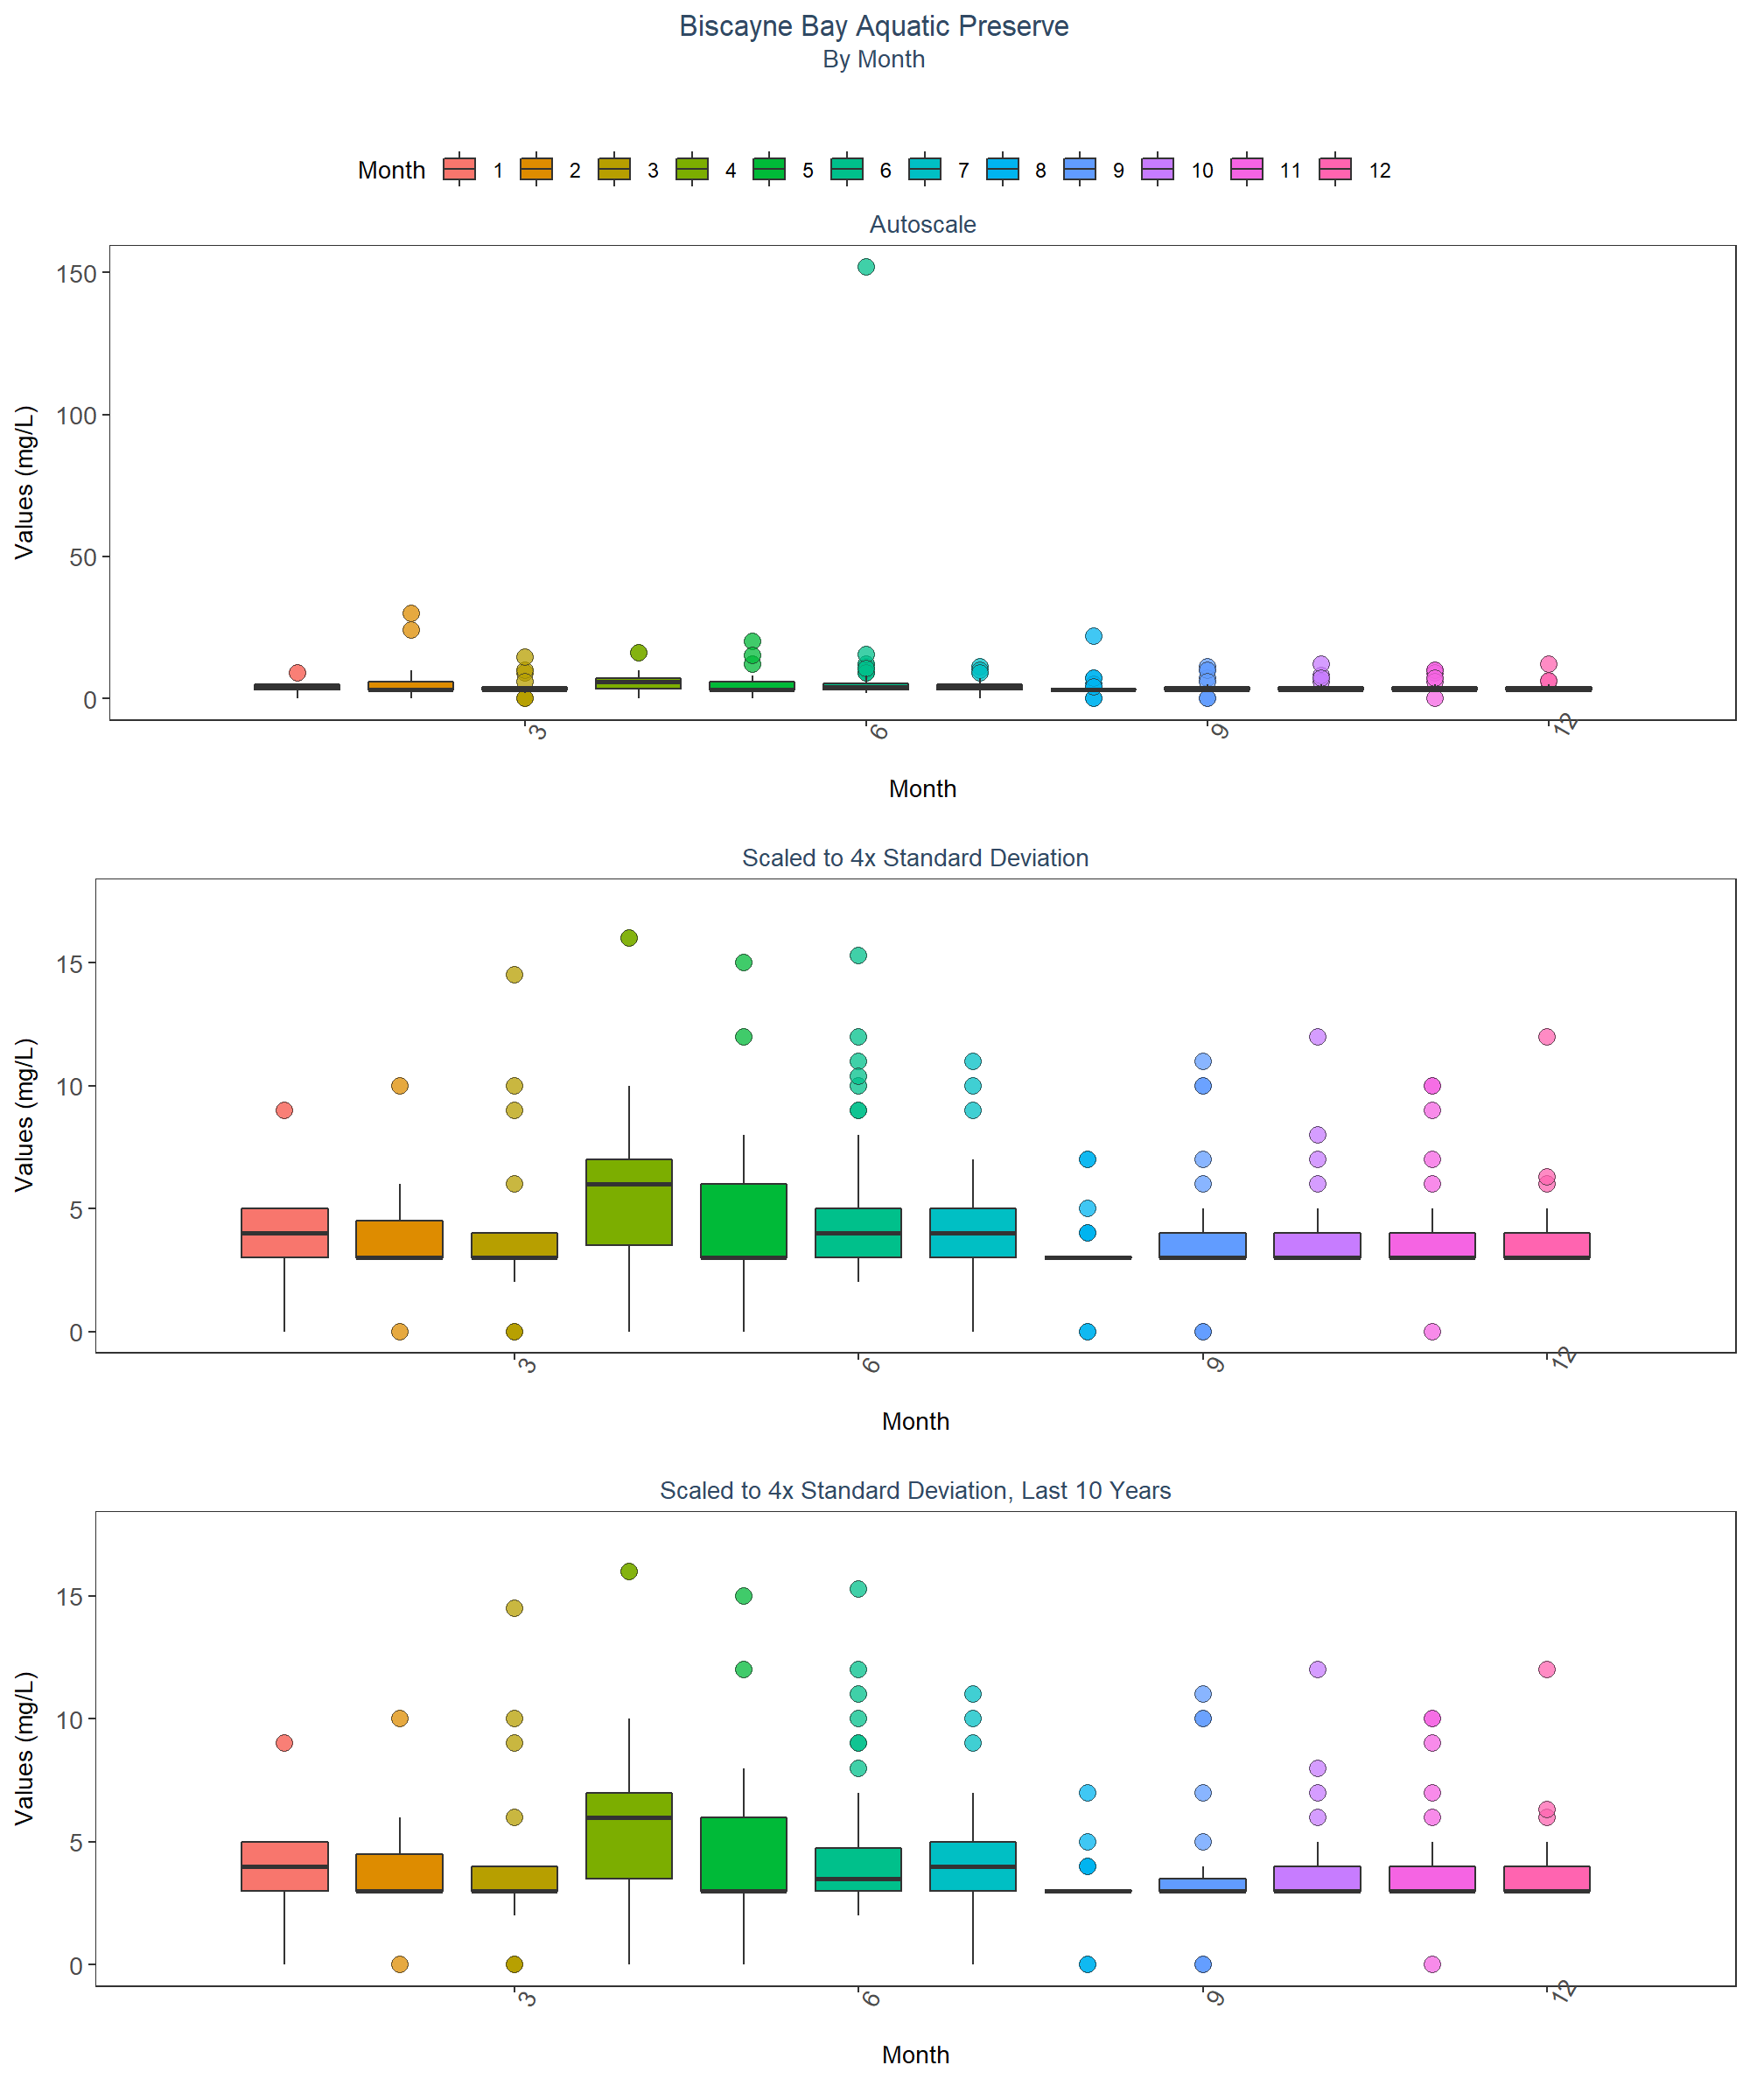 Biscayne Bay Aquatic Preserve
By Month
Month 1 2 3 4 5 6 7 8 9 10 11 12
Autoscale
Values (mg/L)
150
100
50
0
3 6 9 12
Month
Scaled to 4x Standard Deviation
Values (mg/L)
15
10
5
0
3 6 9 12
Month
Scaled to 4x Standard Deviation, Last 10 Years
Values (mg/L)
15
10
5
0
3 6 9 12
Month